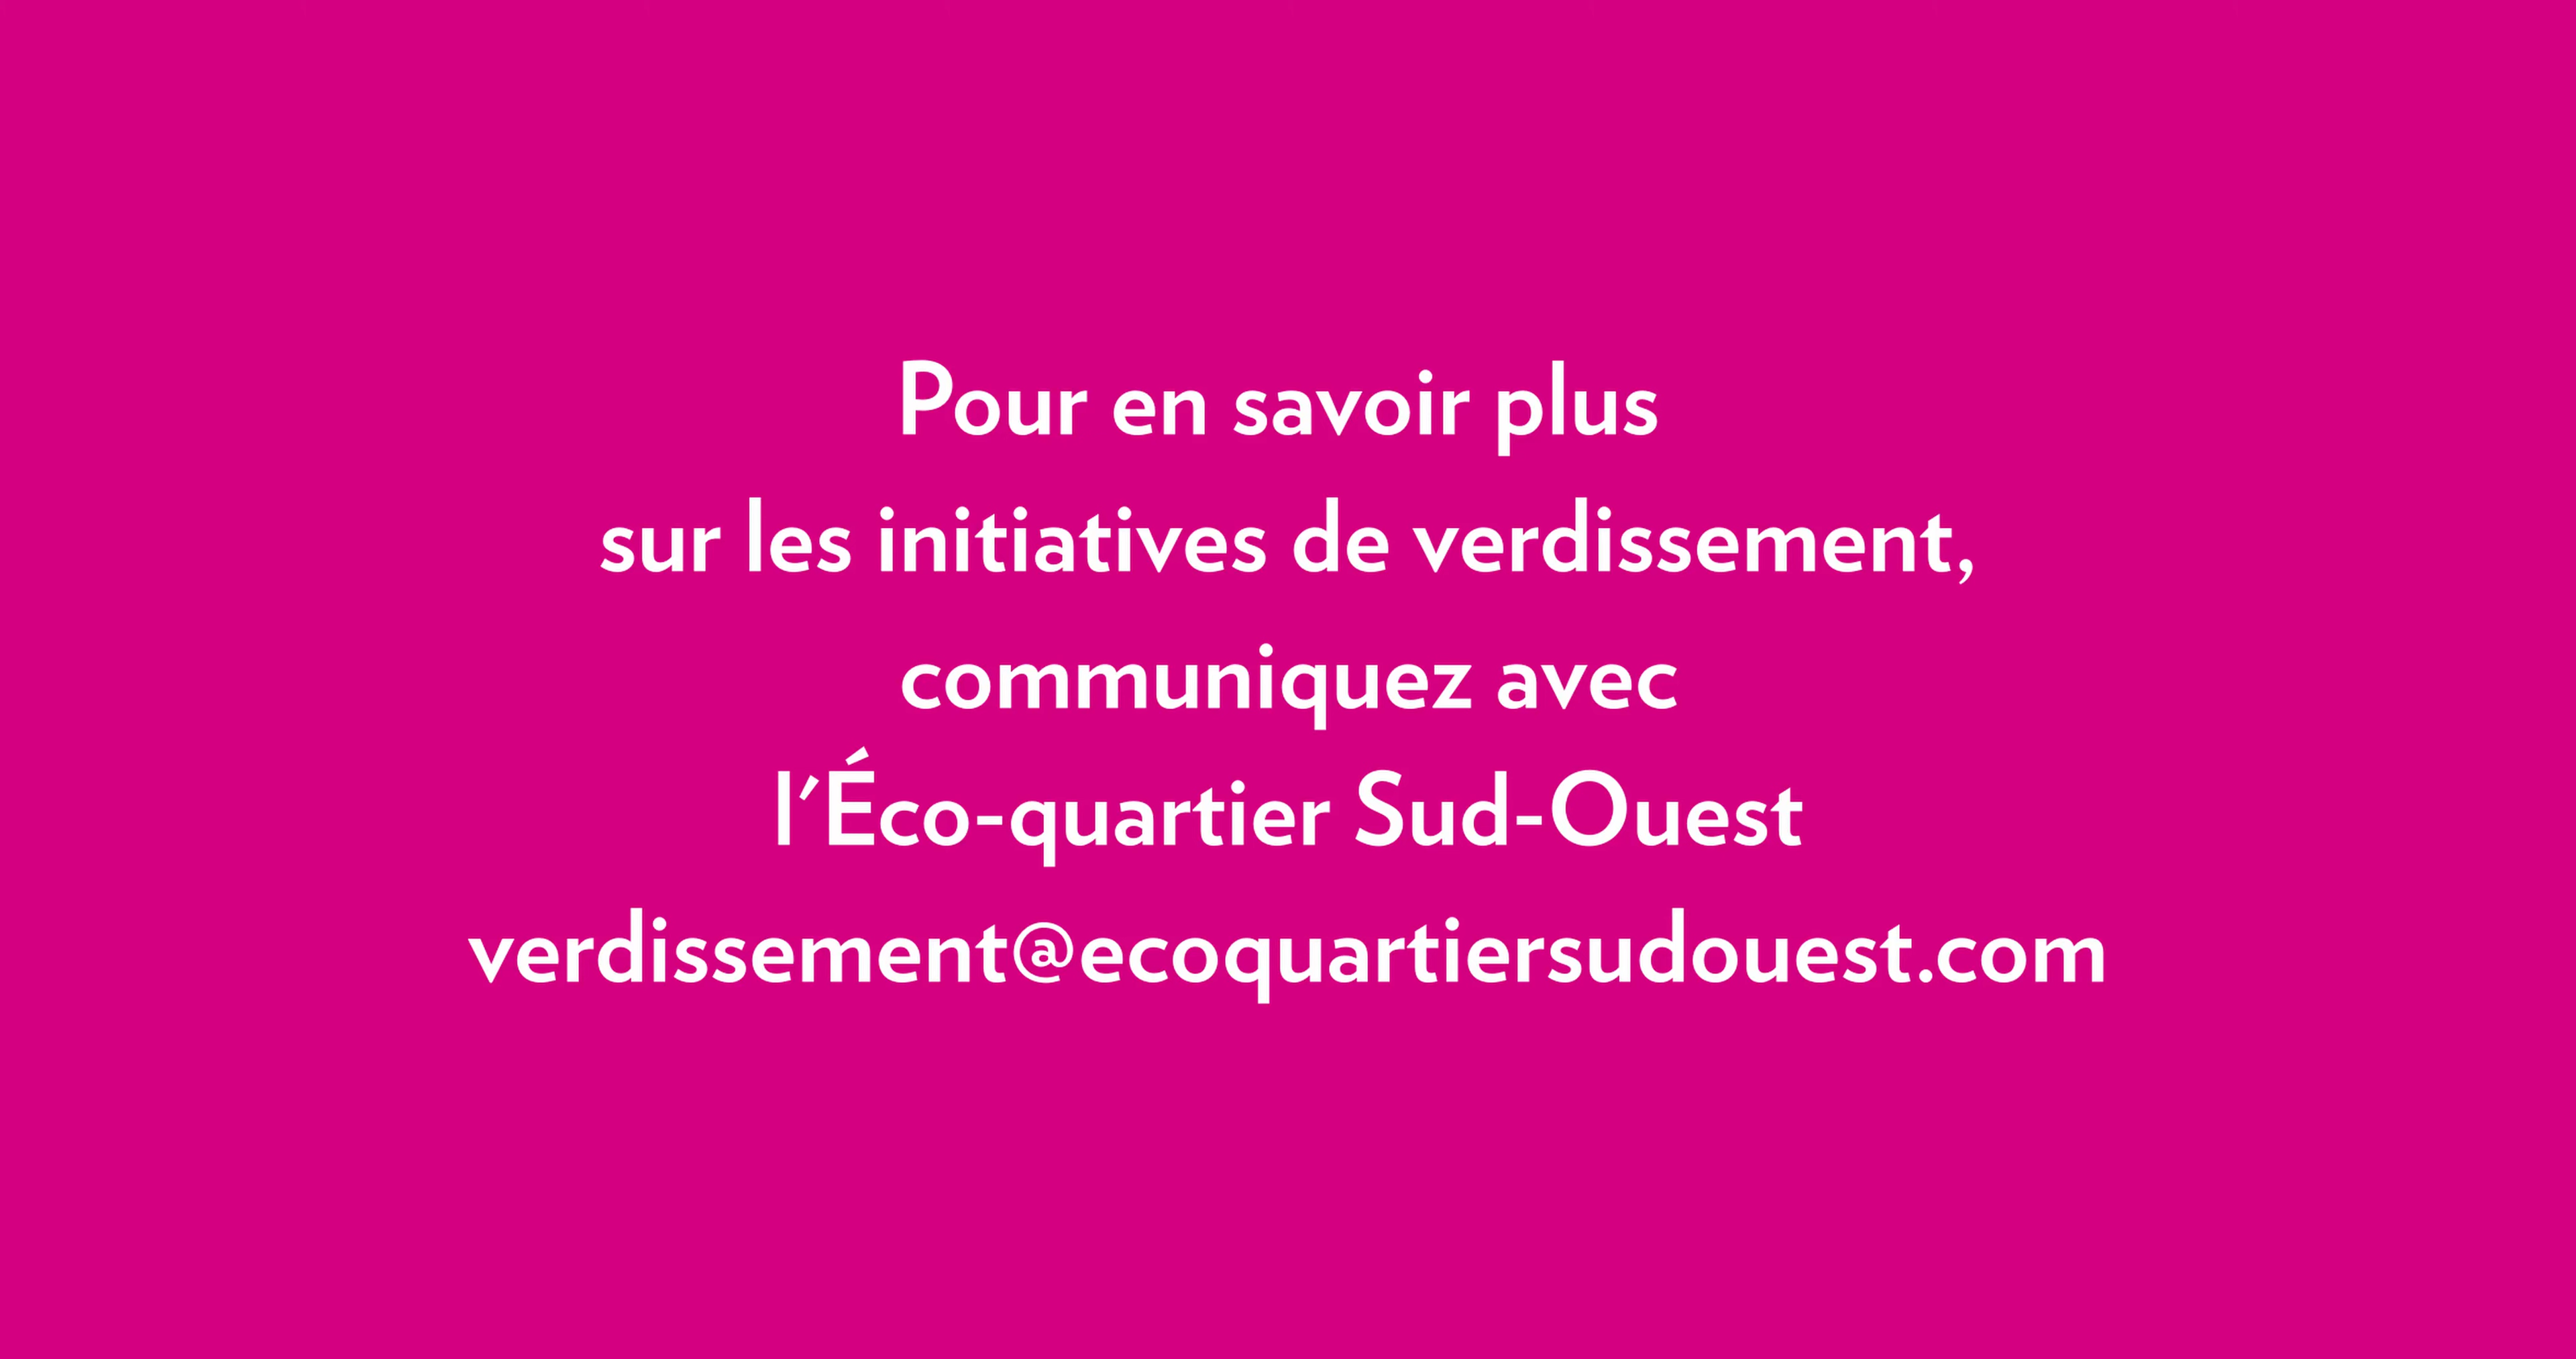 Pour en savoir plus
sur les initiatives de verdissement,
communiquez avec
l'Éco-quartier Sud-Ouest
verdissement@ecoquartiersudouest.com